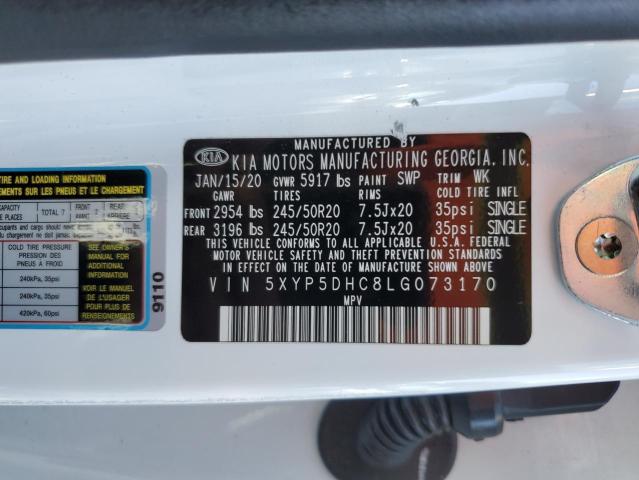 MANUFACTURED BY
KIA KIA MOTORS MANUFACTURING GEORGIA, INC.
JAN/15/20 GVWR 5917 lbs PAINT SWP TRIM WK
GAWR TIRES RIMS COLD TIRE INFL
FRONT 2954 lbs 245/50R20 7.5Jx20 35psi SINGLE
REAR 3196 lbs 245/50R20 7.5Jx20 35psi SINGLE
THIS VEHICLE CONFORMS TO ALL APPLICABLE U.S.A. FEDERAL
MOTOR VEHICLE SAFETY AND THEFT PREVENTION STANDARDS
IN EFFECT ON THE DATE OF MANUFACTURE SHOWN ABOVE.
VIN 5XYP5DHC8LG073170
MPV
TIRE AND LOADING INFORMATION
SUR LES PNEUS ET LE CHARGEMENT
CAPACITY
PLACES
TOTAL 7
FRONT 2
REAR
COLD TIRE PRESSURE
PRESSION DES
PNEUS A FROID
240kPa, 35psi
240kPa, 35psi
420kPa, 60psi
SEE OWNER'S
MANUAL FOR
ADDITIONAL
INFORMATION
VOIR LE MANUEL
DE L'USAGER
POUR PLUS DE
RENSEIGNEMENTS
9110